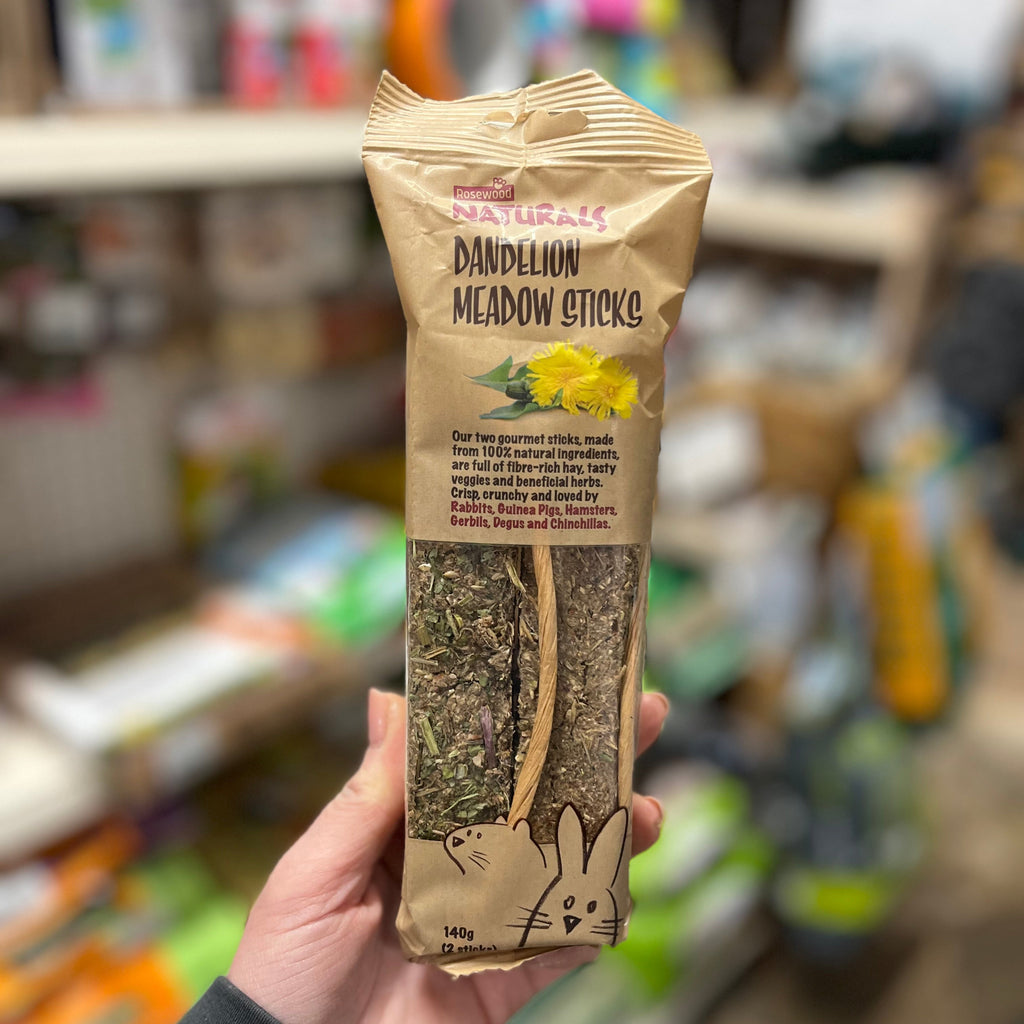 Rosewood
NATURALS
DANDELION
MEADOW STICKS
Our two gourmet sticks, made
from 100% natural ingredients,
are full of fibre-rich hay, tasty
veggies and beneficial herbs.
Crisp, crunchy and loved by
Rabbits, Guinea Pigs, Hamsters,
Gerbils, Degus and Chinchillas.
140g
(2 sticks)